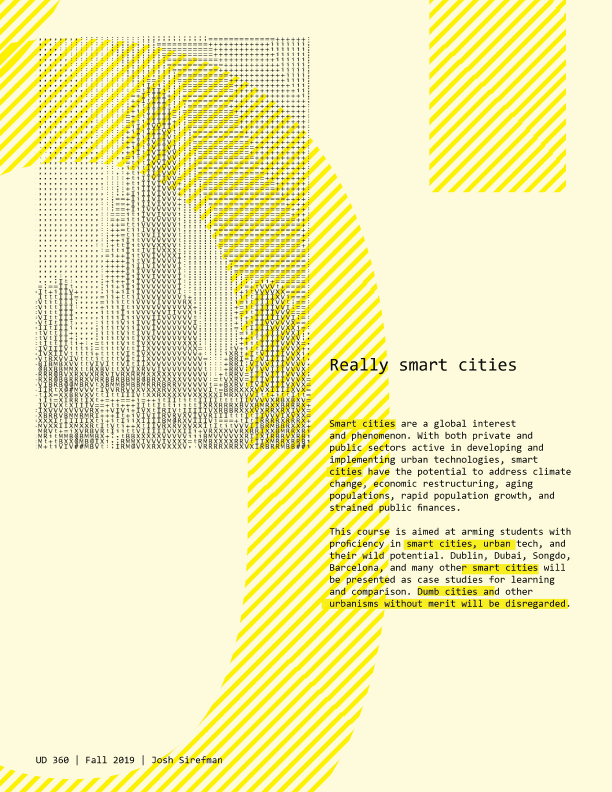 Really smart cities
Smart cities are a global interest
and phenomenon. With both private and
public sectors active in developing and
implementing urban technologies, smart
cities have the potential to address climate
change, economic restructuring, aging
populations, rapid population growth, and
strained public finances.
This course is aimed at arming students with
proficiency in smart cities, urban tech, and
their wild potential. Dublin, Dubai, Songdo,
Barcelona, and many other smart cities will
be presented as case studies for learning
and comparison. Dumb cities and other
urbanisms without merit will be disregarded.
UD 360 | Fall 2019 | Josh Sirefman